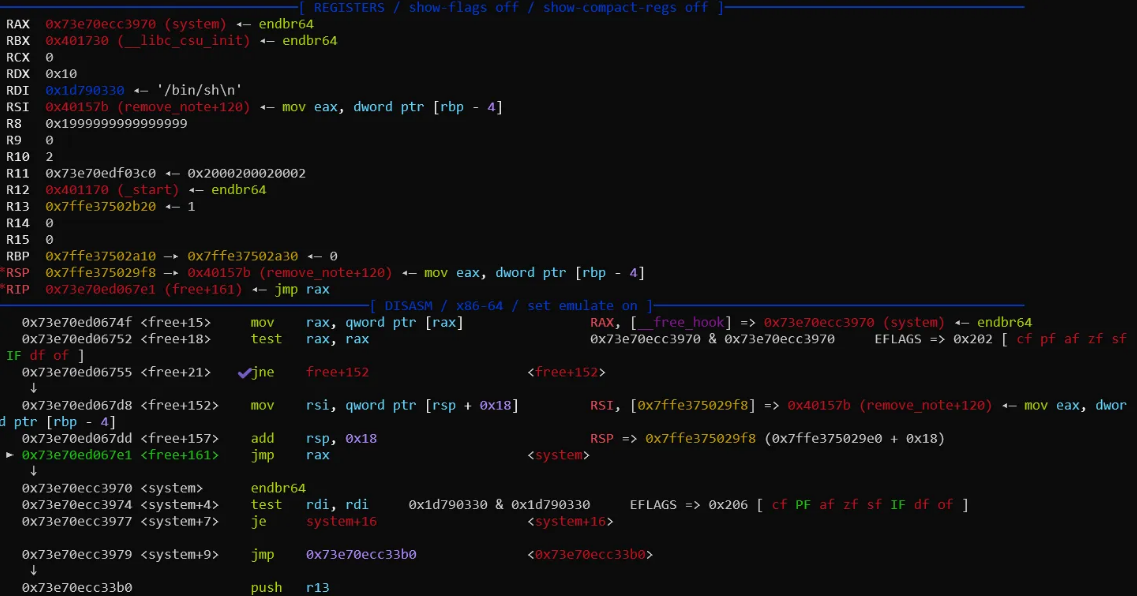 [ REGISTERS / show-flags off / show-compact-regs off ]
RAX 0x73e70ecc3970 (system) ◂— endbr64
RBX 0x401730 (__libc_csu_init) ◂— endbr64
RCX 0
RDX 0x10
RDI 0x1d790330 ◂— '/bin/sh\n'
RSI 0x40157b (remove_note+120) ◂— mov eax, dword ptr [rbp - 4]
R8 0x1999999999999999
R9 0
R10 2
R11 0x73e70edf03c0 ◂— 0x2000200020002
R12 0x401170 (_start) ◂— endbr64
R13 0x7ffe37502b20 ◂— 1
R14 0
R15 0
RBP 0x7ffe37502a10 —▸ 0x7ffe37502a30 ◂— 0
*RSP 0x7ffe375029f8 —▸ 0x40157b (remove_note+120) ◂— mov eax, dword ptr [rbp - 4]
*RIP 0x73e70ed067e1 (free+161) ◂— jmp rax
[ DISASM / x86-64 / set emulate on ]
0x73e70ed0674f <free+15> mov rax, qword ptr [rax] RAX, [__free_hook] => 0x73e70ecc3970 (system) ◂— endbr64
0x73e70ed06752 <free+18> test rax, rax 0x73e70ecc3970 & 0x73e70ecc3970 EFLAGS => 0x202 [ cf pf af zf sf
IF df of ]
0x73e70ed06755 <free+21> ✔jne free+152 <free+152>
↓
0x73e70ed067d8 <free+152> mov rsi, qword ptr [rsp + 0x18] RSI, [0x7ffe375029f8] => 0x40157b (remove_note+120) ◂— mov eax, dwor
d ptr [rbp - 4]
0x73e70ed067dd <free+157> add rsp, 0x18 RSP => 0x7ffe375029f8 (0x7ffe375029e0 + 0x18)
► 0x73e70ed067e1 <free+161> jmp rax <system>
↓
0x73e70ecc3970 <system> endbr64
0x73e70ecc3974 <system+4> test rdi, rdi 0x1d790330 & 0x1d790330 EFLAGS => 0x206 [ cf PF af zf sf IF df of ]
0x73e70ecc3977 <system+7> je system+16 <system+16>
0x73e70ecc3979 <system+9> jmp 0x73e70ecc33b0 <0x73e70ecc33b0>
↓
0x73e70ecc33b0 push r13